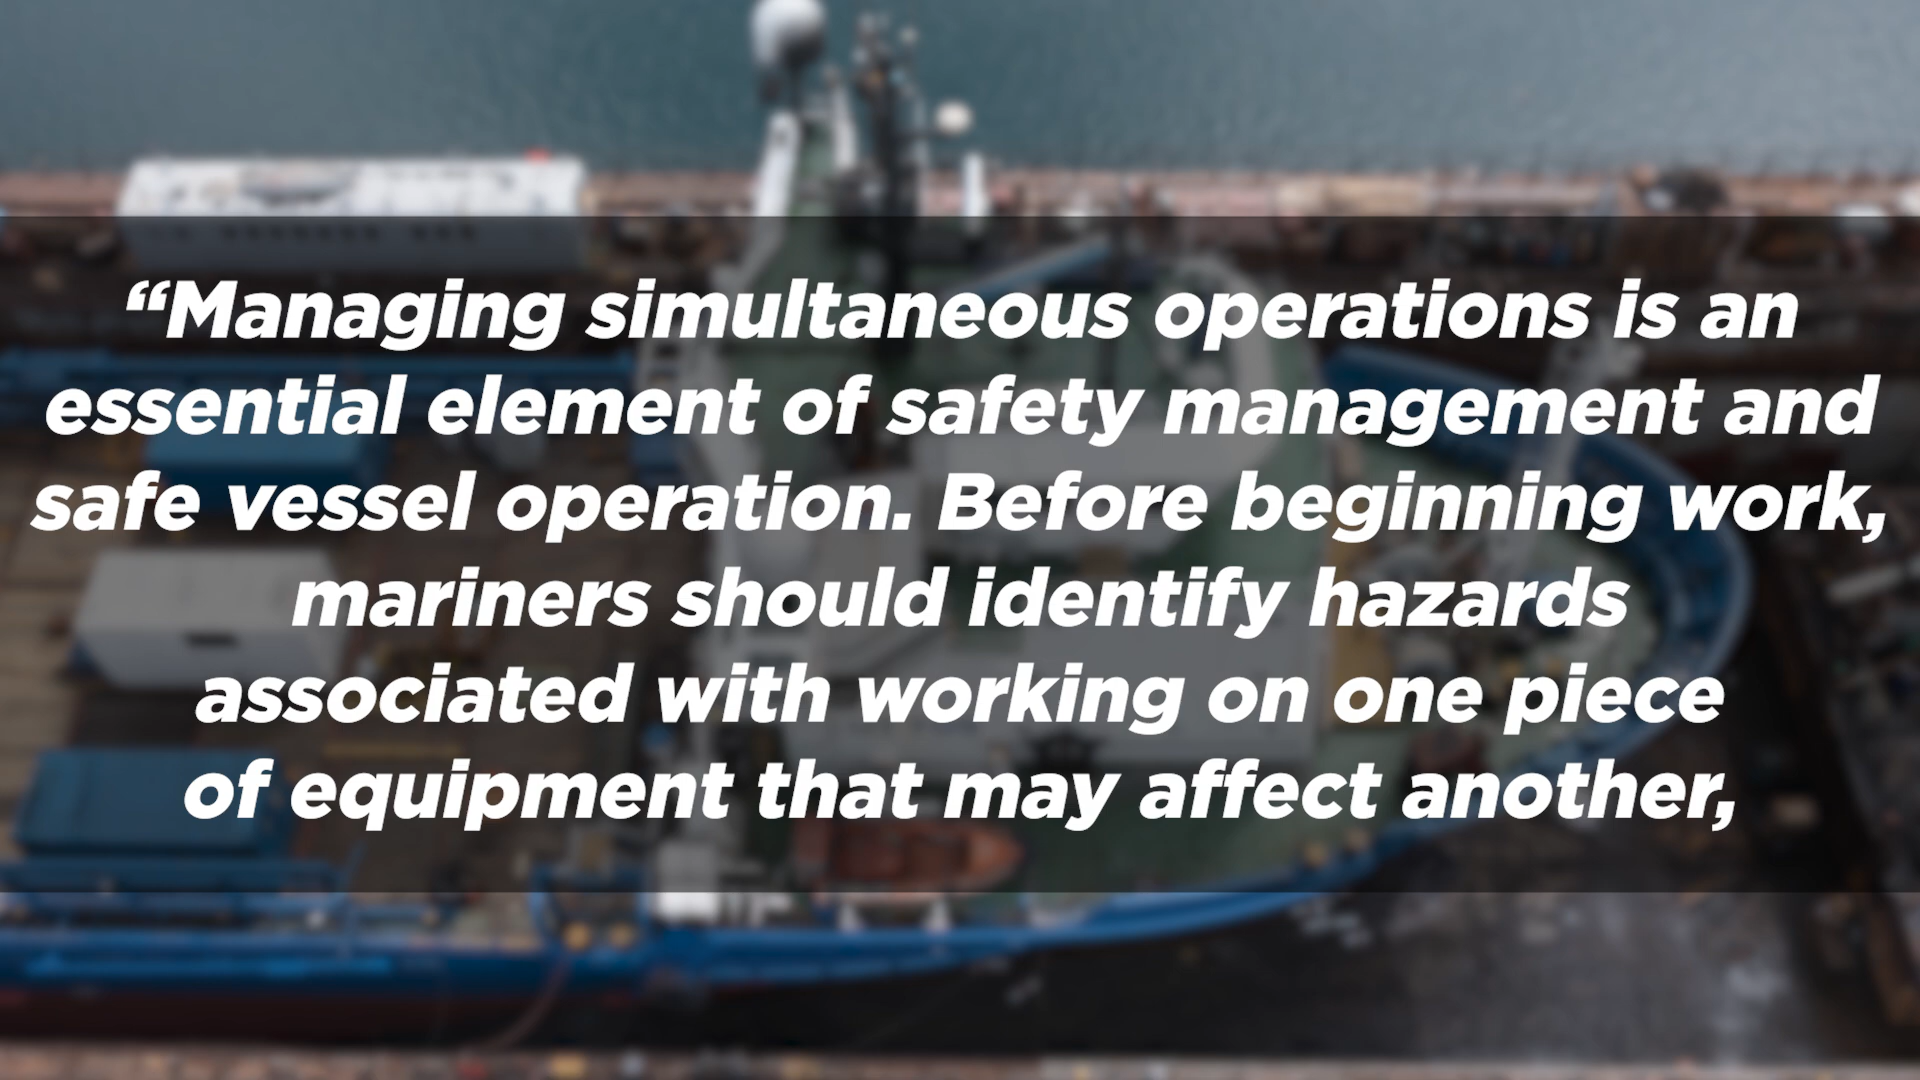 “Managing simultaneous operations is an
essential element of safety management and
safe vessel operation. Before beginning work,
mariners should identify hazards
associated with working on one piece
of equipment that may affect another,